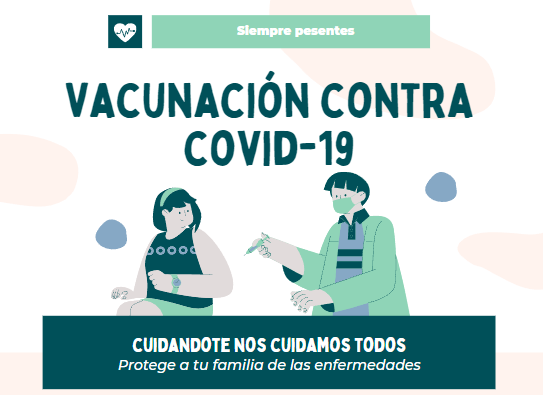 Siempre pesentes
VACUNACIÓN CONTRA
COVID-19
CUIDANDOTE NOS CUIDAMOS TODOS
Protege a tu familia de las enfermedades